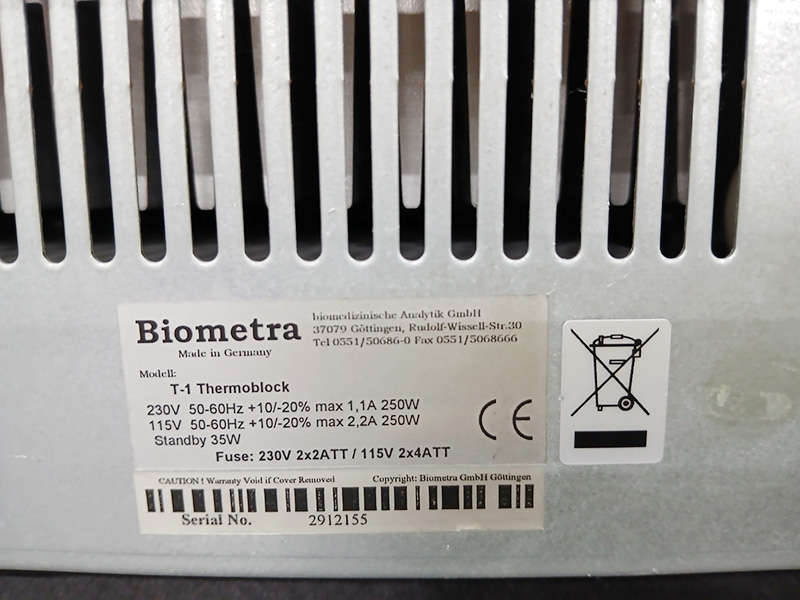 Biometra
Made in Germany
biomedizinische Analytik GmbH
37079 Göttingen, Rudolf-Wissell-Str.30
Tel 0551/50686-0 Fax 0551/5068666
Modell:
T-1 Thermoblock
230V 50-60Hz +10/-20% max 1,1A 250W
115V 50-60Hz +10/-20% max 2,2A 250W
Standby 35W
CE
Fuse: 230V 2x2ATT / 115V 2x4ATT
CAUTION ! Warranty Void if Cover Removed Copyright: Biometra GmbH Göttingen
Serial No. 2912155